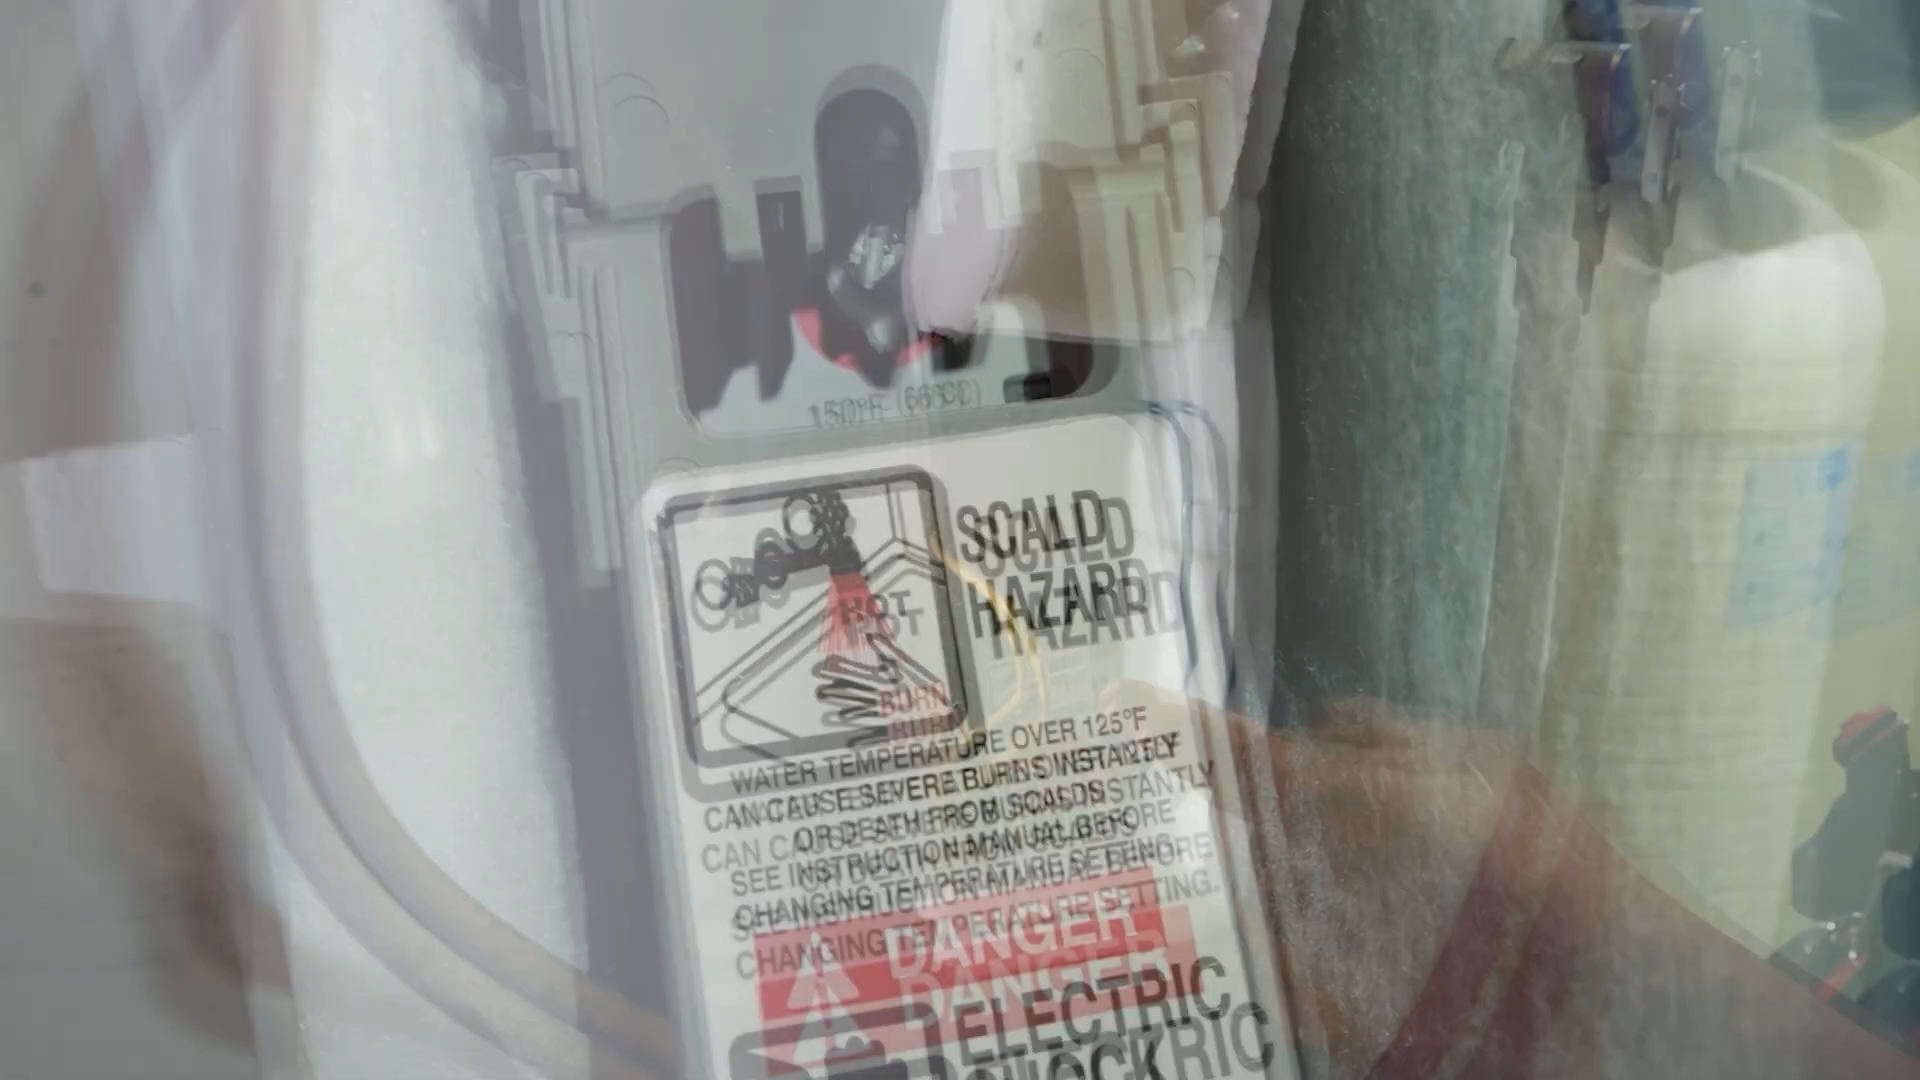 150°F (66°C)
SCALD
HAZARD
HOT
BURN
WATER TEMPERATURE OVER 125°F
CAN CAUSE SEVERE BURNS INSTANTLY
OR DEATH FROM SCALDS
SEE INSTRUCTION MANUAL BEFORE
CHANGING TEMPERATURE SETTING.
DANGER
ELECTRIC
SHOCK